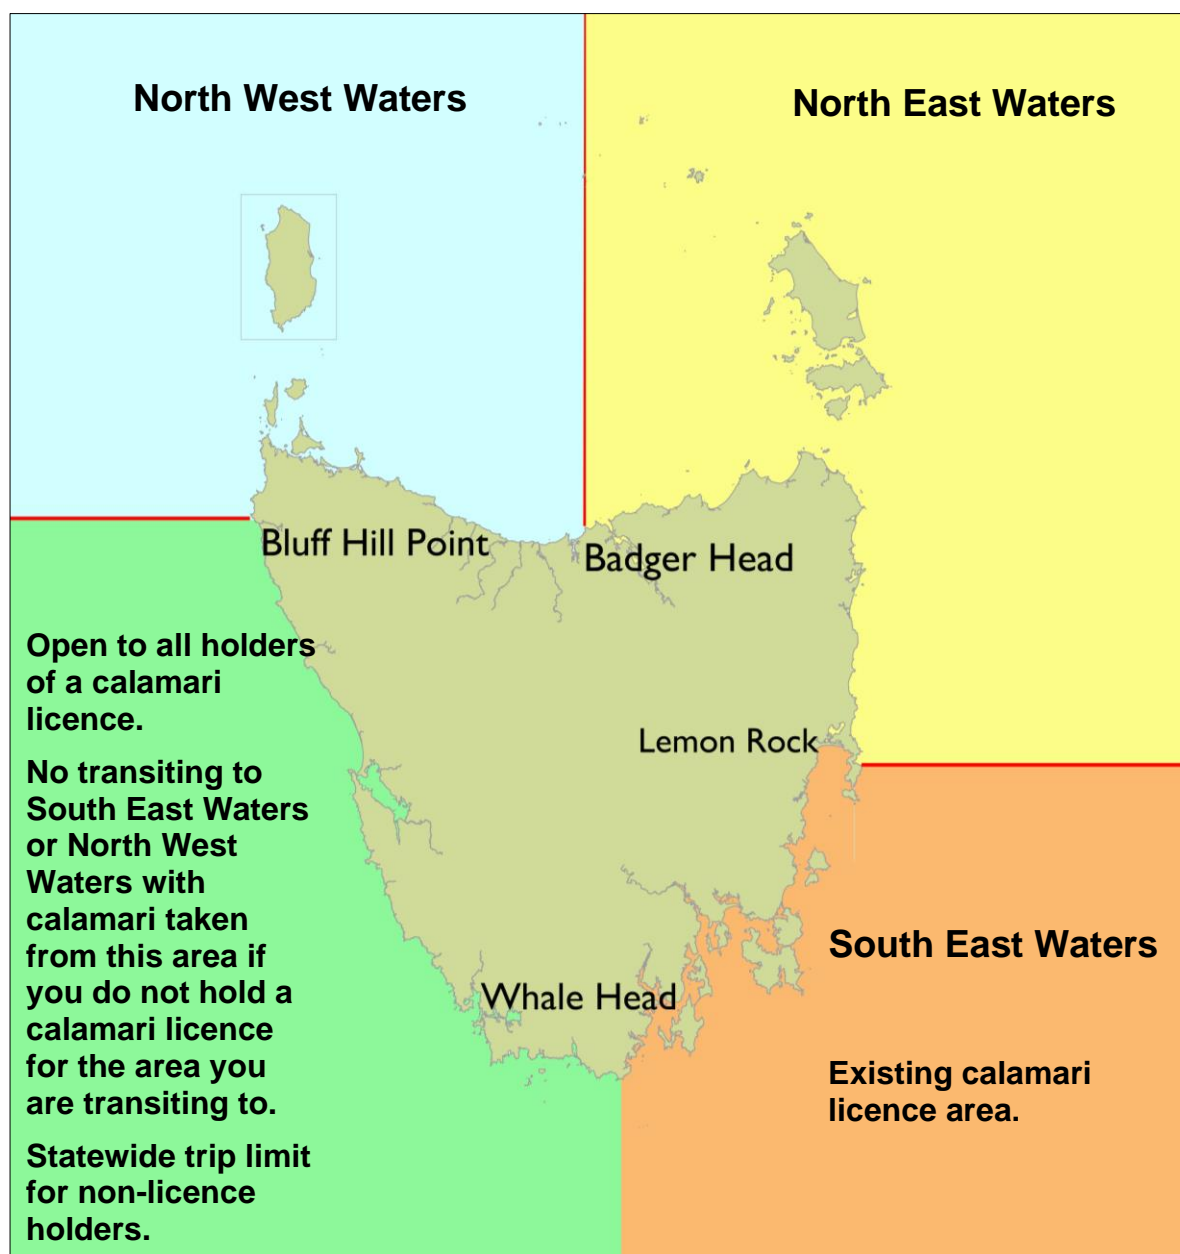 North West Waters
North East Waters
Bluff Hill Point
Badger Head
Open to all holders
of a calamari
licence.
Lemon Rock
No transiting to
South East Waters
or North West
Waters with
calamari taken
from this area if
you do not hold a
calamari licence
for the area you
are transiting to.
South East Waters
Whale Head
Existing calamari
licence area.
Statewide trip limit
for non-licence
holders.